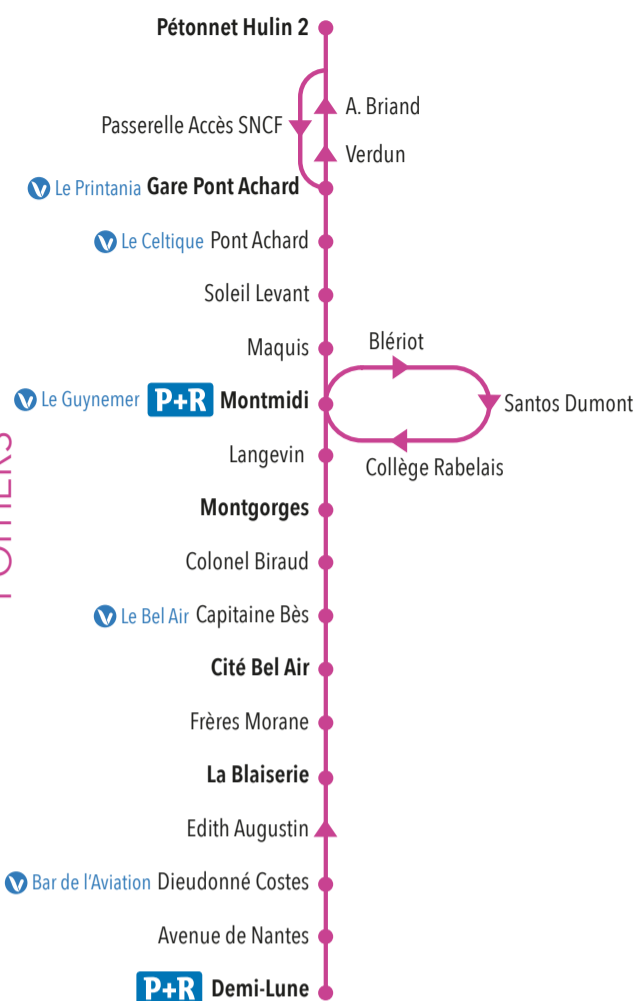 Pétonnet Hulin 2
A. Briand
Passerelle Accès SNCF
Verdun
Le Printania Gare Pont Achard
Le Celtique Pont Achard
Soleil Levant
Maquis
Blériot
Le Guynemer P+R Montmidi
Santos Dumont
Langevin
Collège Rabelais
Montgorges
Colonel Biraud
Le Bel Air Capitaine Bès
Cité Bel Air
Frères Morane
La Blaiserie
Edith Augustin
Bar de l'Aviation Dieudonné Costes
Avenue de Nantes
P+R Demi-Lune